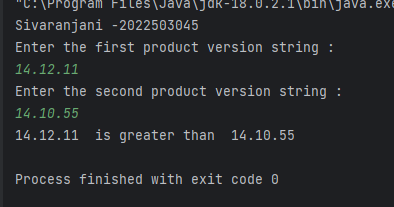 "C:\Program Files\Java\jdk-18.0.2.1\bin\java.exe
Sivaranjani -2022503045
Enter the first product version string :
14.12.11
Enter the second product version string :
14.10.55
14.12.11  is greater than  14.10.55
Process finished with exit code 0